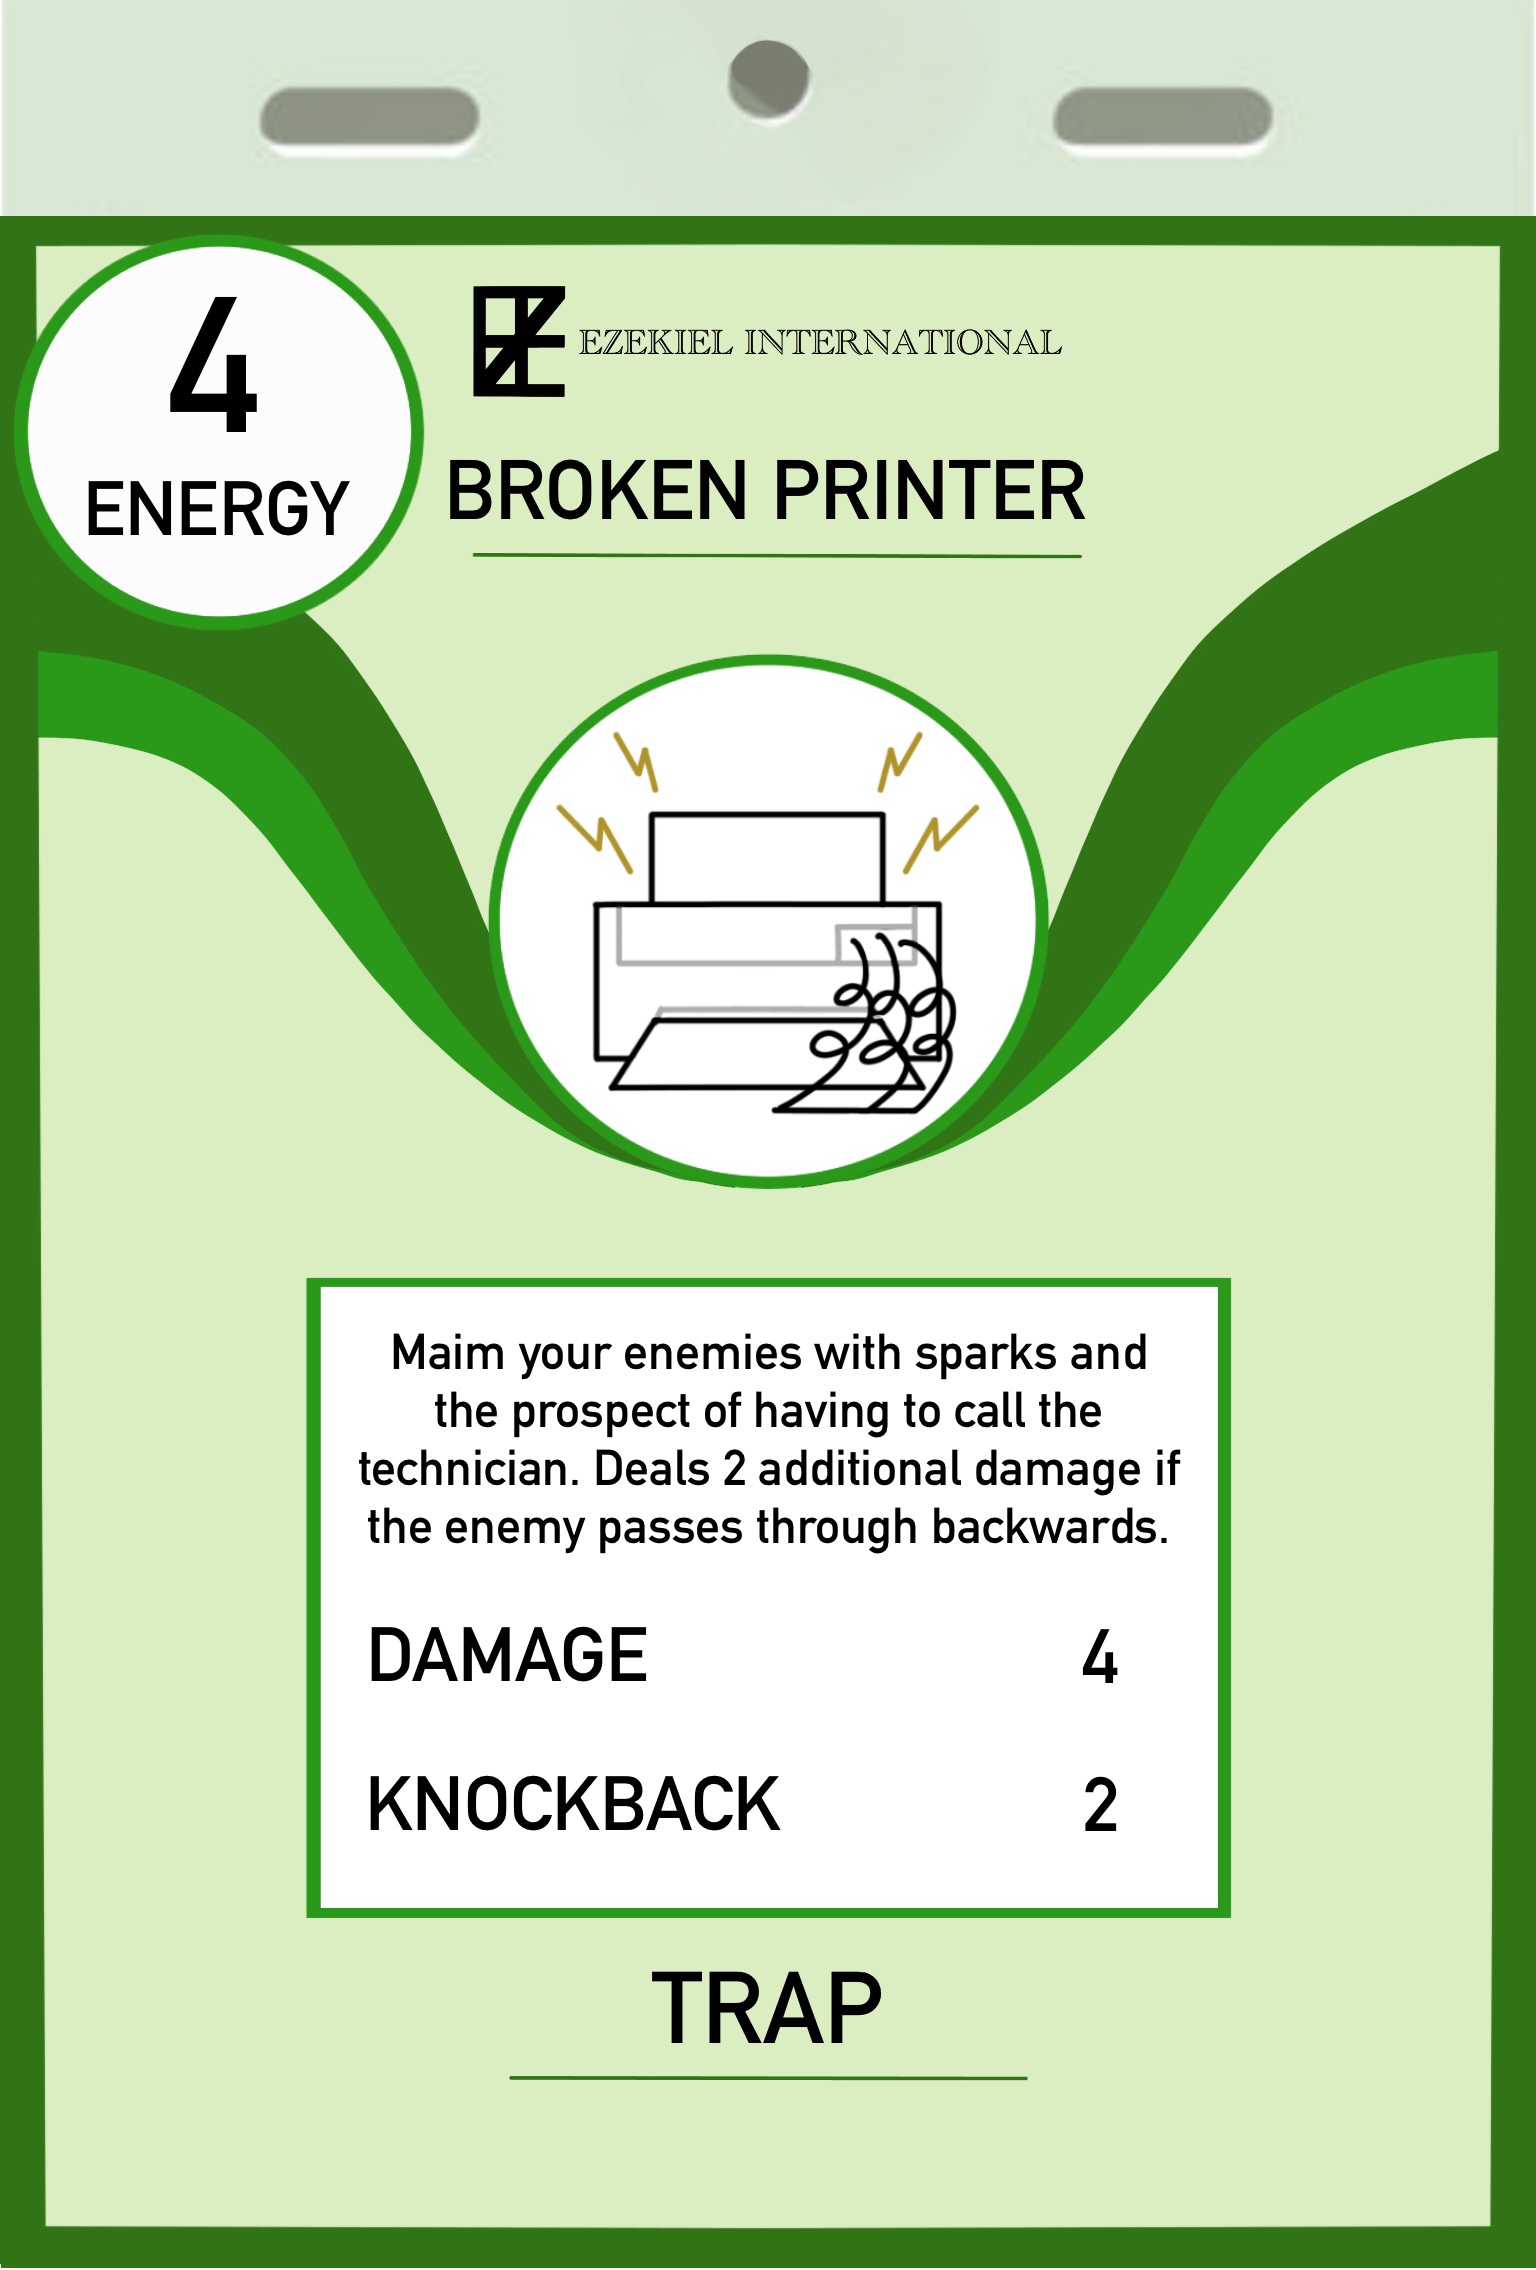 4
ENERGY
EZEKIEL INTERNATIONAL
BROKEN PRINTER
Maim your enemies with sparks and
the prospect of having to call the
technician. Deals 2 additional damage if
the enemy passes through backwards.
DAMAGE 4
KNOCKBACK 2
TRAP